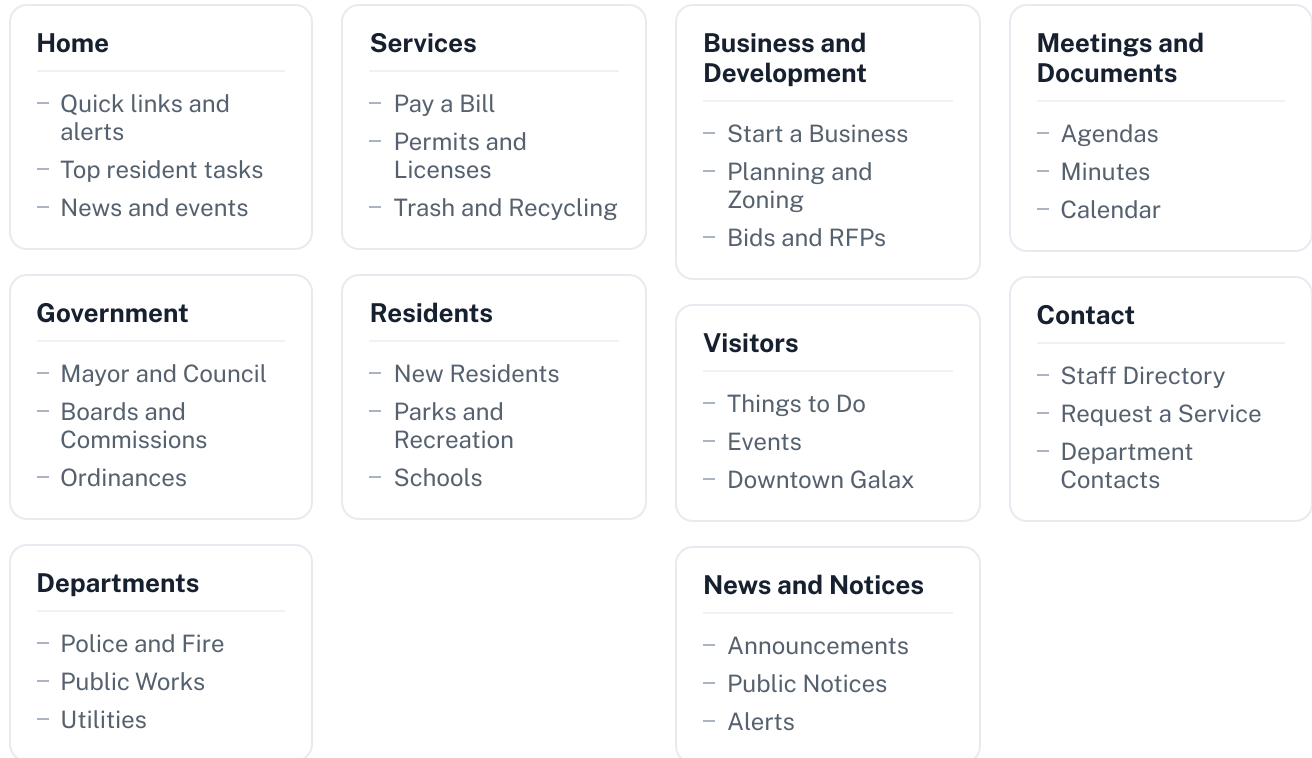 Home
– Quick links and
alerts
– Top resident tasks
– News and events
Government
– Mayor and Council
– Boards and
Commissions
– Ordinances
Departments
– Police and Fire
– Public Works
– Utilities
Services
– Pay a Bill
– Permits and
Licenses
– Trash and Recycling
Residents
– New Residents
– Parks and
Recreation
– Schools
Business and
Development
– Start a Business
– Planning and
Zoning
– Bids and RFPs
Visitors
– Things to Do
– Events
– Downtown Galax
News and Notices
– Announcements
– Public Notices
– Alerts
Meetings and
Documents
– Agendas
– Minutes
– Calendar
Contact
– Staff Directory
– Request a Service
– Department
Contacts